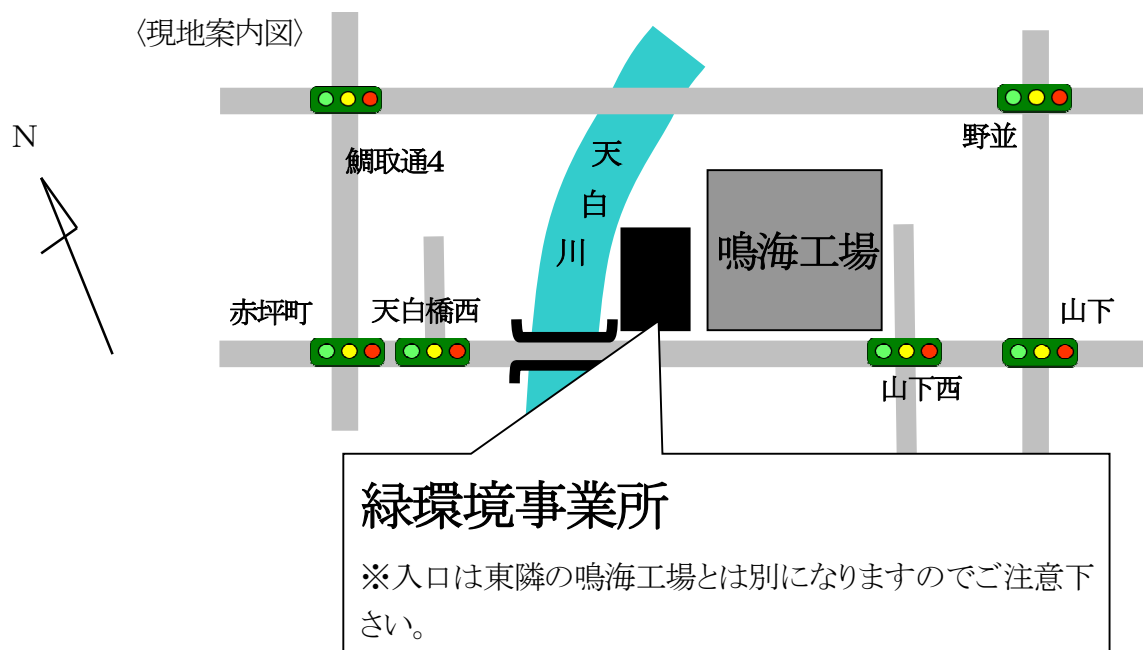 〈現地案内図〉
N
鯛取通4
野並
天白川
鳴海工場
赤坪町
天白橋西
山下
山下西
緑環境事業所
※入口は東隣の鳴海工場とは別になりますのでご注意下
さい。